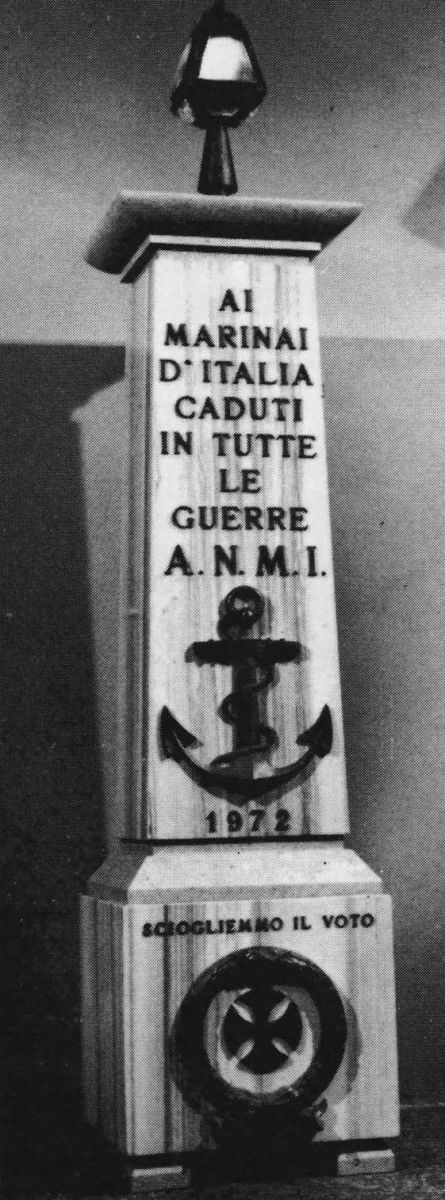 AI
MARINAI
D'ITALIA
CADUTI
IN TUTTE
LE
GUERRE
A. N. M. I.
1972
SCIOGLIEMMO IL VOTO